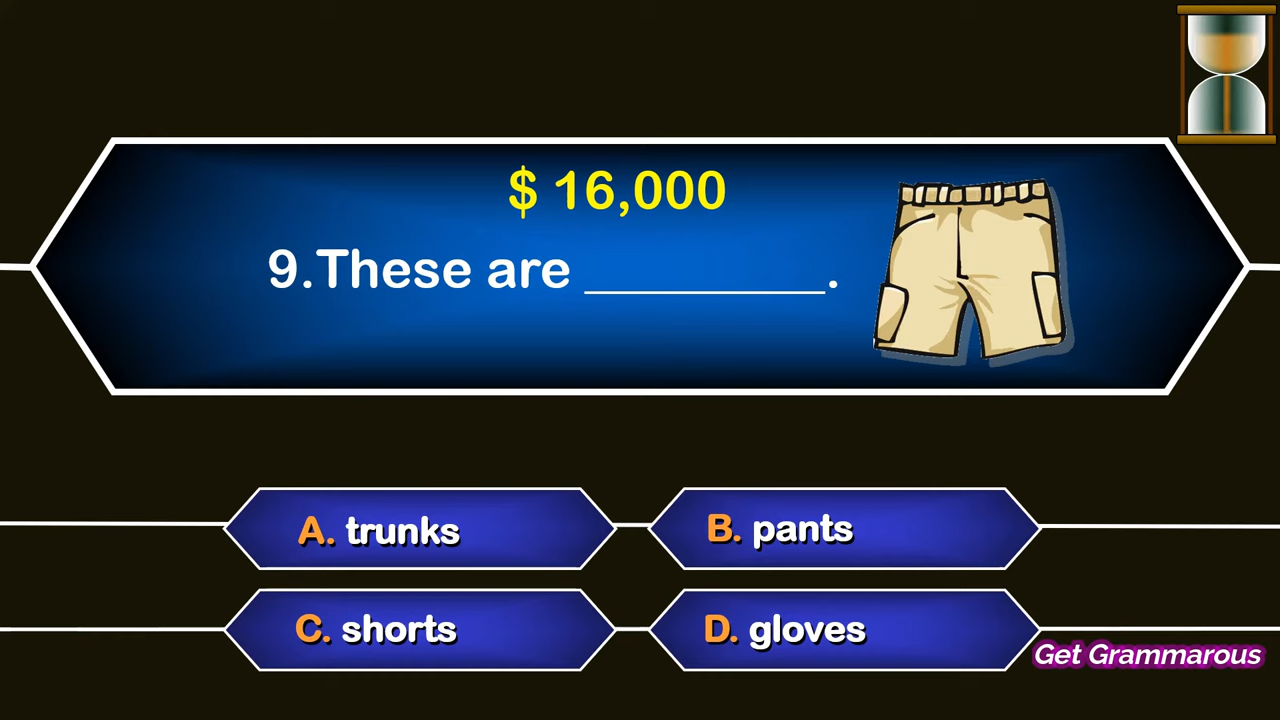 $ 16,000
9.These are _________.
A. trunks
B. pants
C. shorts
D. gloves
Get Grammarous